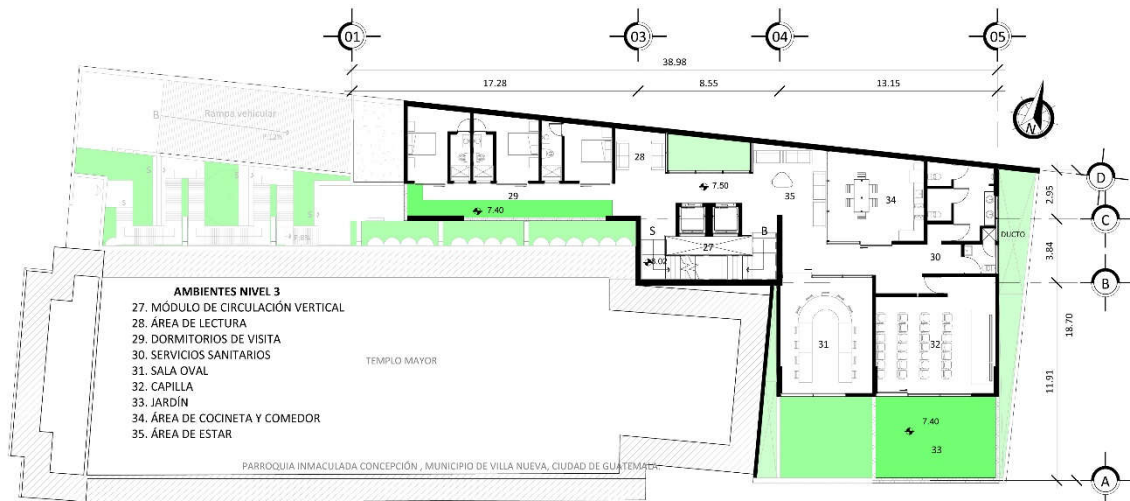 01
03
04
05
38.98
17.28
8.55
13.15
N
Rampa vehicular
B
S
S
S
28
29
7.40
7.50
35
34
D
2.95
C
3.84
B
18.70
11.91
A
S
27
B
30
DUCTO
31
32
7.40
33
AMBIENTES NIVEL 3
27. MÓDULO DE CIRCULACIÓN VERTICAL
28. ÁREA DE LECTURA
29. DORMITORIOS DE VISITA
30. SERVICIOS SANITARIOS
31. SALA OVAL
32. CAPILLA
33. JARDÍN
34. ÁREA DE COCINETA Y COMEDOR
35. ÁREA DE ESTAR
TEMPLO MAYOR
PARROQUIA INMACULADA CONCEPCIÓN , MUNICIPIO DE VILLA NUEVA, CIUDAD DE GUATEMALA.